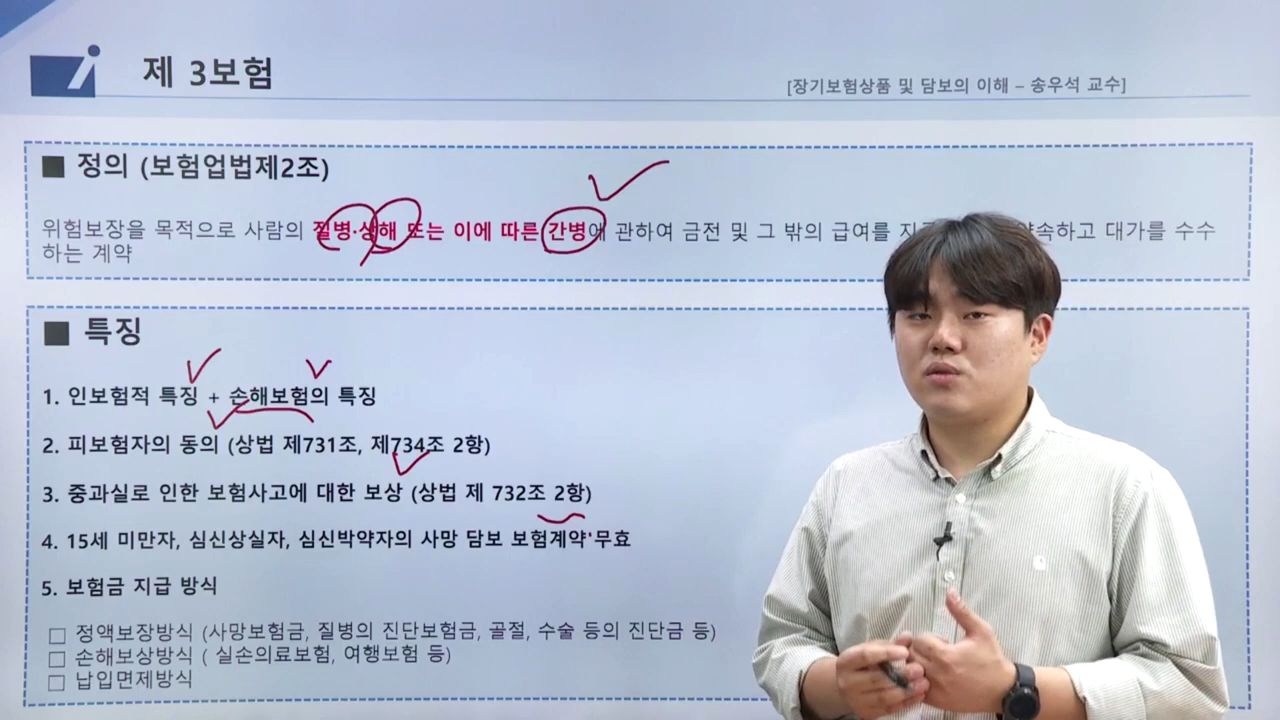 제 3보험
[장기보험상품 및 담보의 이해 – 송우석 교수]
■ 정의 (보험업법제2조)
위험보장을 목적으로 사람의 질병·상해 또는 이에 따른 간병에 관하여 금전 및 그 밖의 급여를 약속하고 대가를 수수
하는 계약
■ 특징
1. 인보험적 특징 + 손해보험의 특징
2. 피보험자의 동의 (상법 제731조, 제734조 2항)
3. 중과실로 인한 보험사고에 대한 보상 (상법 제 732조 2항)
4. 15세 미만자, 심신상실자, 심신박약자의 사망 담보 보험계약 무효
5. 보험금 지급 방식
□ 정액보장방식 (사망보험금, 질병의 진단보험금, 골절, 수술 등의 진단금 등)
□ 손해보상방식 ( 실손의료보험, 여행보험 등)
□ 납입면제방식